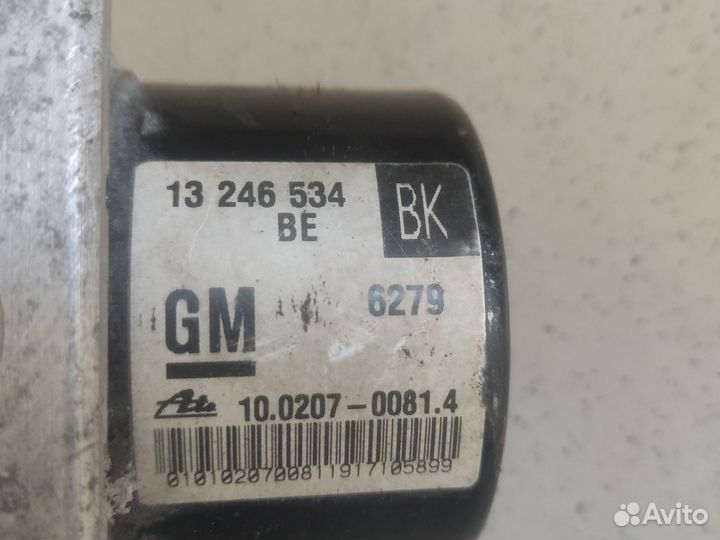 13 246 534
BE
BK
GM
6279
Ate 10.0207-0081.4
0101020700811917105899
Avito